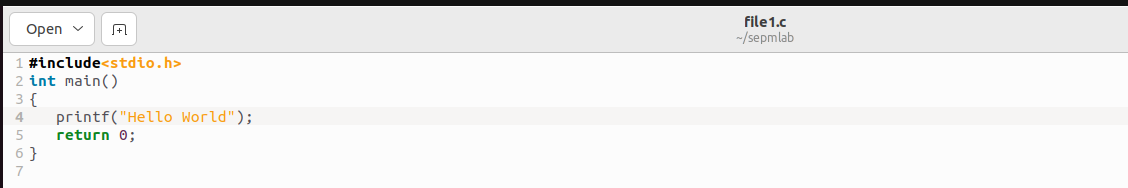 Open
file1.c
~/sepmlab
1 #include<stdio.h>
2 int main()
3 {
4    printf("Hello World");
5    return 0;
6 }
7